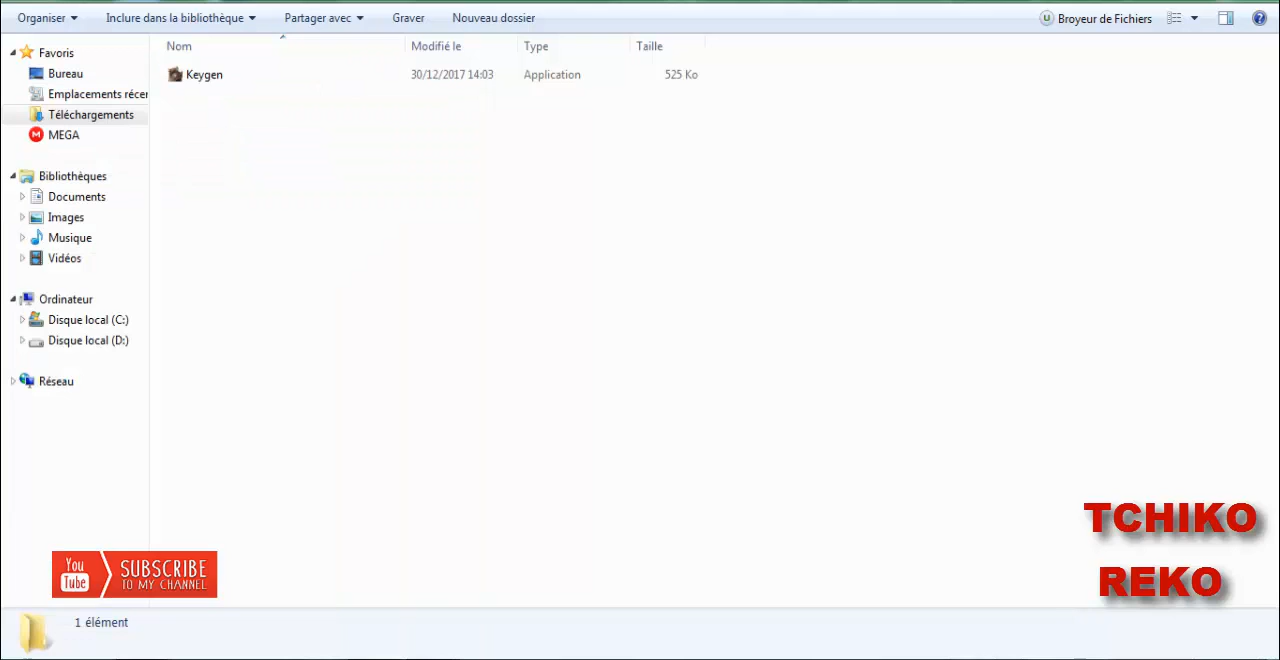 Organiser Inclure dans la bibliothèque Partager avec Graver Nouveau dossier U Broyeur de Fichiers
Nom Modifié le Type Taille
Keygen 30/12/2017 14:03 Application 525 Ko
Favoris
Bureau
Emplacements récer
Téléchargements
M MEGA
Bibliothèques
Documents
Images
Musique
Vidéos
Ordinateur
Disque local (C:)
Disque local (D:)
Réseau
TCHIKO
REKO
You Tube SUBSCRIBE
TO MY CHANNEL
1 élément